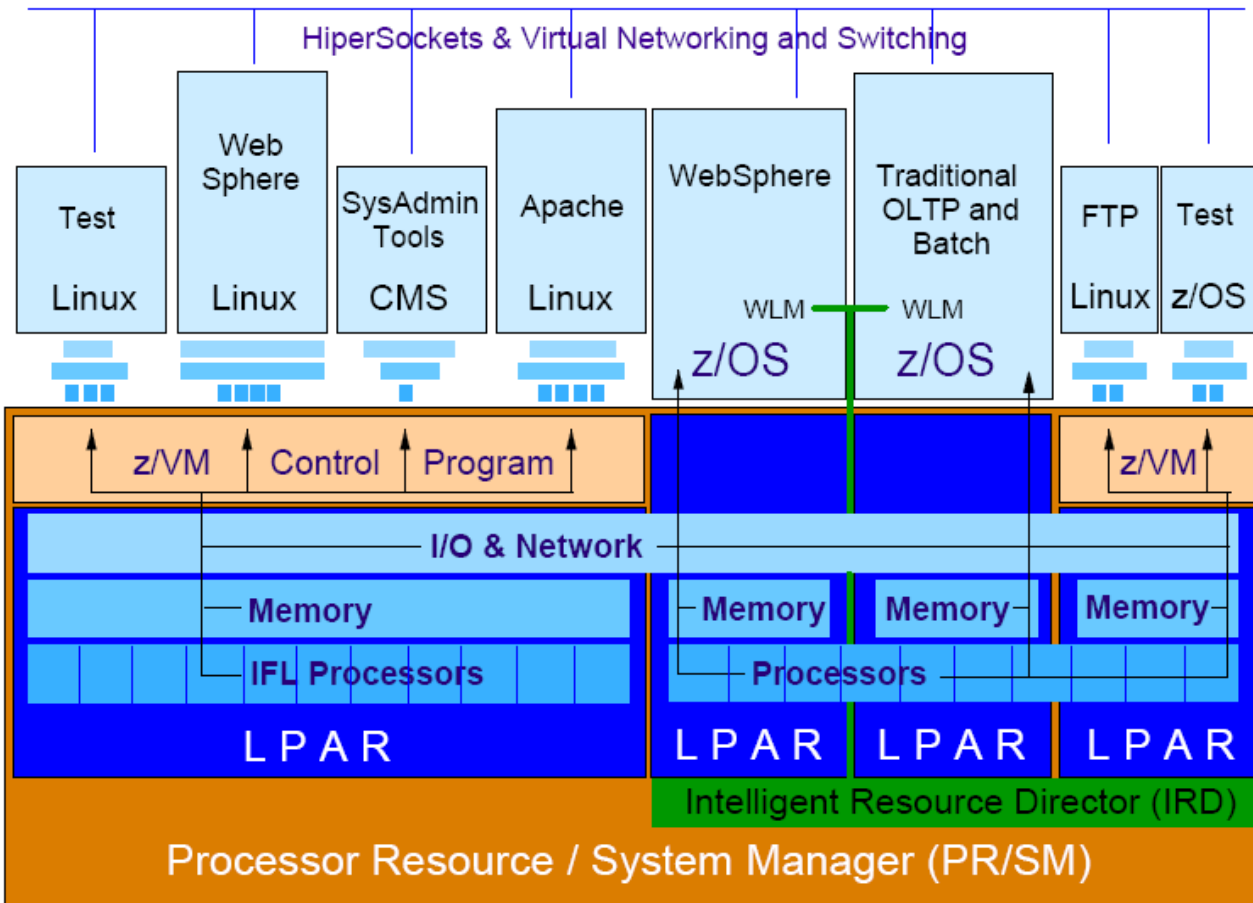 HiperSockets & Virtual Networking and Switching
Test
Linux
Web
Sphere
Linux
SysAdmin
Tools
CMS
Apache
Linux
WebSphere
WLM
z/OS
Traditional
OLTP and
Batch
WLM
z/OS
FTP
Linux
Test
z/OS
z/VM Control Program
z/VM
I/O & Network
Memory
Memory
Memory
Memory
IFL Processors
Processors
LPAR
LPAR
LPAR
LPAR
Intelligent Resource Director (IRD)
Processor Resource / System Manager (PR/SM)